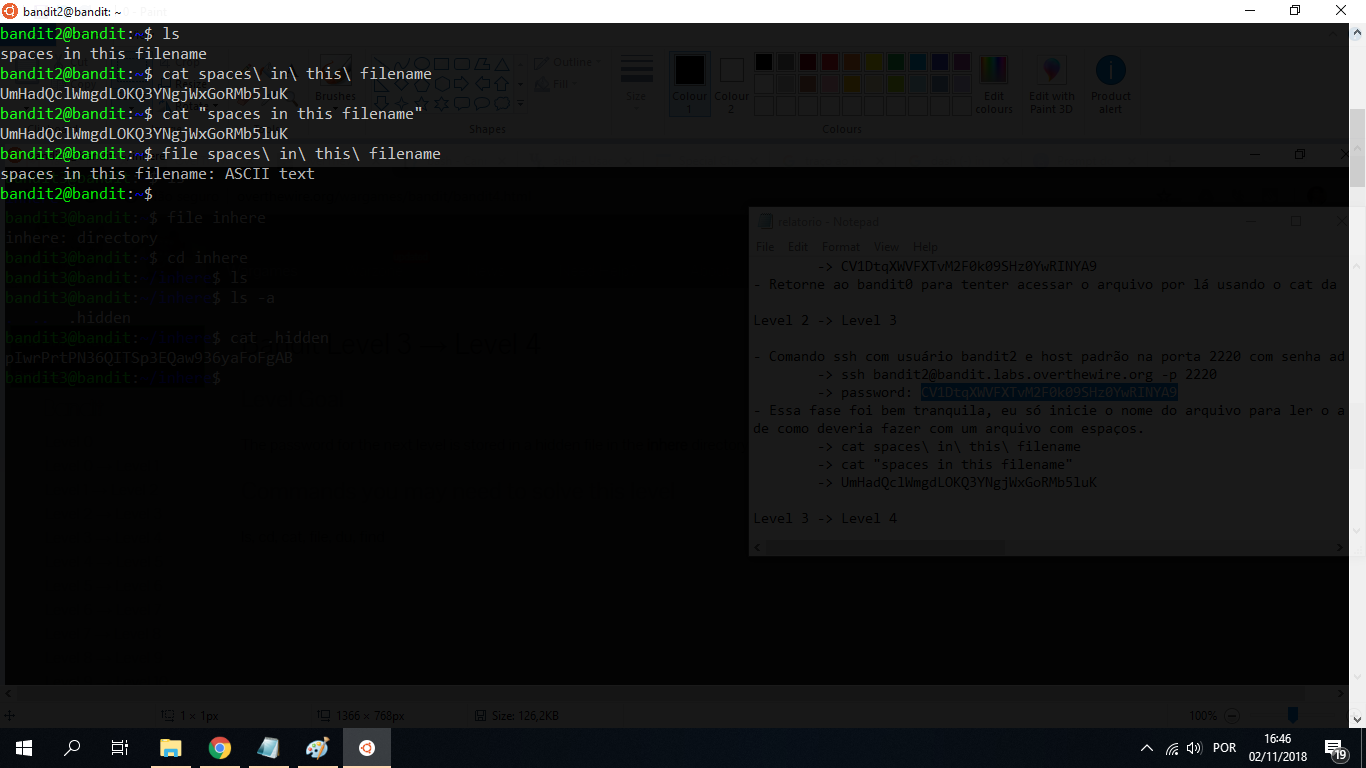 bandit2@bandit: ~
bandit2@bandit:~$ ls
spaces in this filename
bandit2@bandit:~$ cat spaces\ in\ this\ filename
UmHadQclWmgdLOKQ3YNgjWxGoRMb5luK
bandit2@bandit:~$ cat "spaces in this filename"
UmHadQclWmgdLOKQ3YNgjWxGoRMb5luK
bandit2@bandit:~$ file spaces\ in\ this\ filename
spaces in this filename: ASCII text
bandit2@bandit:~$
Brushes
Outline
Fill
Shapes
Size
Colour 1
Colour 2
Edit colours
Edit with Paint 3D
Product alert
Colours
bandit3@bandit:~$ file inhere
inhere: directory
bandit3@bandit:~$ cd inhere
bandit3@bandit:~/inhere$ ls
bandit3@bandit:~/inhere$ ls -a
.hidden
bandit3@bandit:~/inhere$ cat .hidden
pIwrPrtPN36QITSp3EQaw936yaFoFgAB
bandit3@bandit:~/inhere$
Level 3 → Level 4
relatorio - Notepad
File Edit Format View Help
-> CV1DtqXWVFXTvM2F0k09SHz0YwRINYA9
- Retorne ao bandit0 para tenter acessar o arquivo por lá usando o cat da
Level 2 -> Level 3
- Comando ssh com usuário bandit2 e host padrão na porta 2220 com senha ad
-> ssh bandit2@bandit.labs.overthewire.org -p 2220
-> password: CV1DtqXWVFXTvM2F0k09SHz0YwRINYA9
- Essa fase foi bem tranquila, eu só inicie o nome do arquivo para ler o a
de como deveria fazer com um arquivo com espaços.
-> cat spaces\ in\ this\ filename
-> cat "spaces in this filename"
-> UmHadQclWmgdLOKQ3YNgjWxGoRMb5luK
Level 3 -> Level 4
1 × 1px
1366 × 768px
Size: 126,2KB
100%
POR
16:46
02/11/2018
19